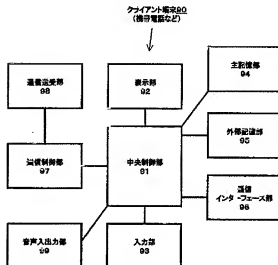 クライアント端末90
(携帯電話など)
主記憶部
94
通信送受部
98
表示部
92
外部記憶部
95
通信制御部
97
中央制御部
91
通信
インターフェース部
96
音声入出力部
99
入力部
93